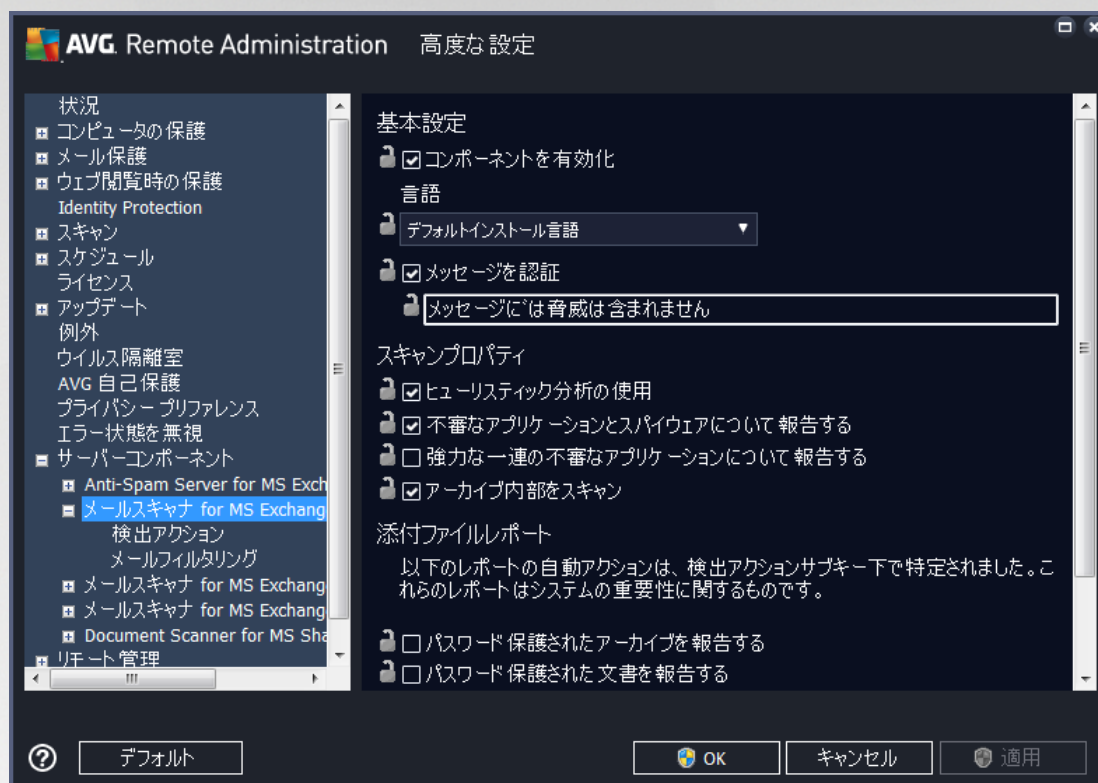 AVG. Remote Administration 高度な設定
状況
コンピュータの保護
メール保護
ウェブ閲覧時の保護
Identity Protection
スキャン
スケジュール
ライセンス
アップデート
例外
ウイルス隔離室
AVG 自己保護
プライバシー プリファレンス
エラー状態を無視
サーバーコンポーネント
Anti-Spam Server for MS Exch
メールスキャナ for MS Exchang
検出アクション
メールフィルタリング
メールスキャナ for MS Exchang
メールスキャナ for MS Exchang
Document Scanner for MS Sha
リモート管理
基本設定
コンポーネントを有効化
言語
デフォルトインストール言語
メッセージを認証
メッセージに゛は脅威は含まれません
スキャンプロパティ
ヒューリスティック分析の使用
不審なアプリケーションとスパイウェアについて報告する
強力な一連の不審なアプリケーションについて報告する
アーカイブ内部をスキャン
添付ファイルレポート
以下のレポートの自動アクションは、検出アクションサブキー下で特定されました。こ
れらのレポートはシステムの重要性に関するものです。
パスワード保護されたアーカイブを報告する
パスワード保護された文書を報告する
デフォルト
OK
キャンセル
適用